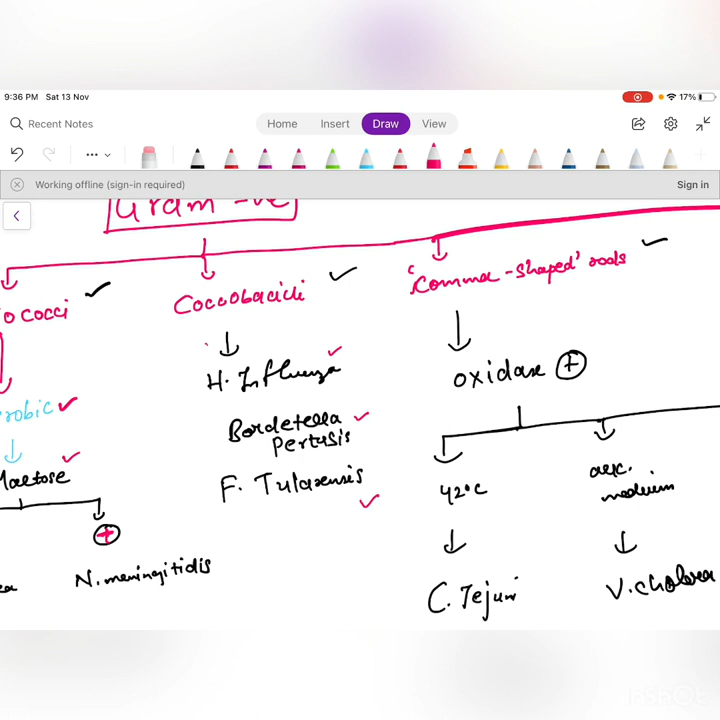 9:36 PM Sat 13 Nov
17%
Recent Notes
Home Insert Draw View
Working offline (sign-in required)
Sign in
Gram -ve
ococci
Coccobacilli
'Comma-shaped' rods
robic
Maltose
+
N. meningitidis
H. Influenza
Bordetella
Pertusis
F. Tularensis
oxidase +
42°C
C. Jejuni
medium
V. cholera
InShOt